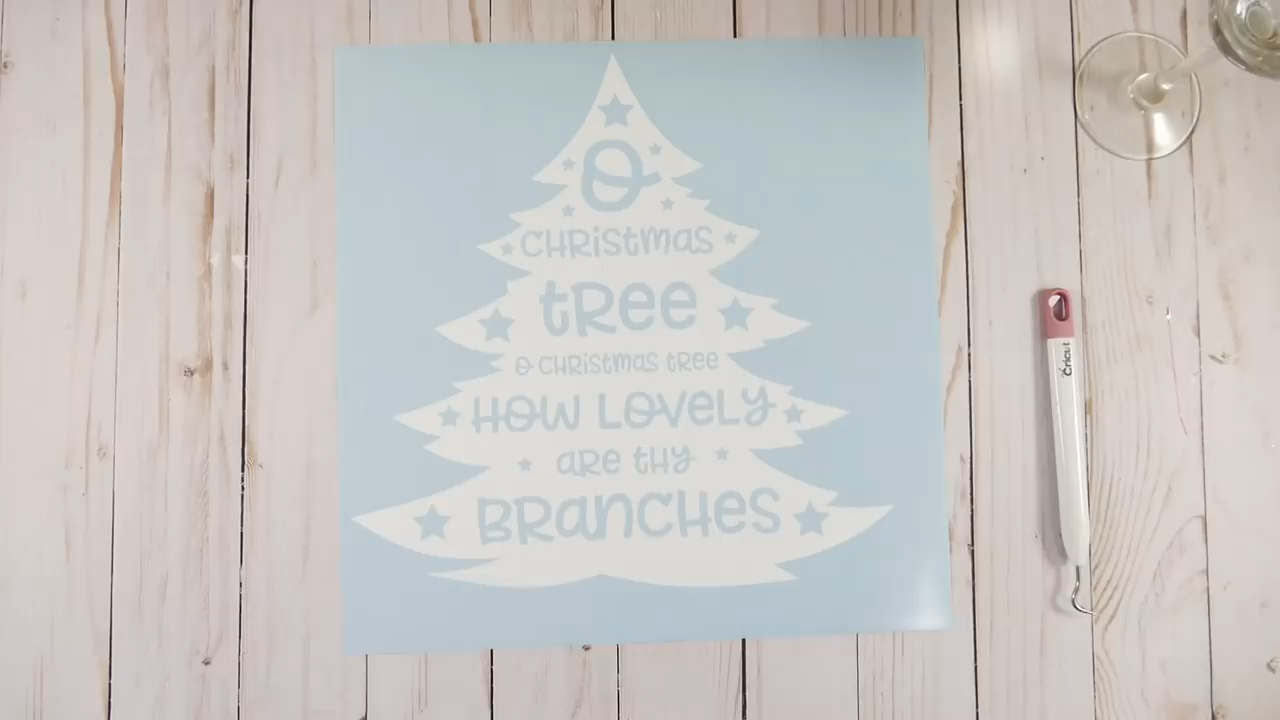 O
CHRistmas
tRee
O CHRistmas tRee
HOW LOVeLY
aRe tHY
BRanCHes
Cricut